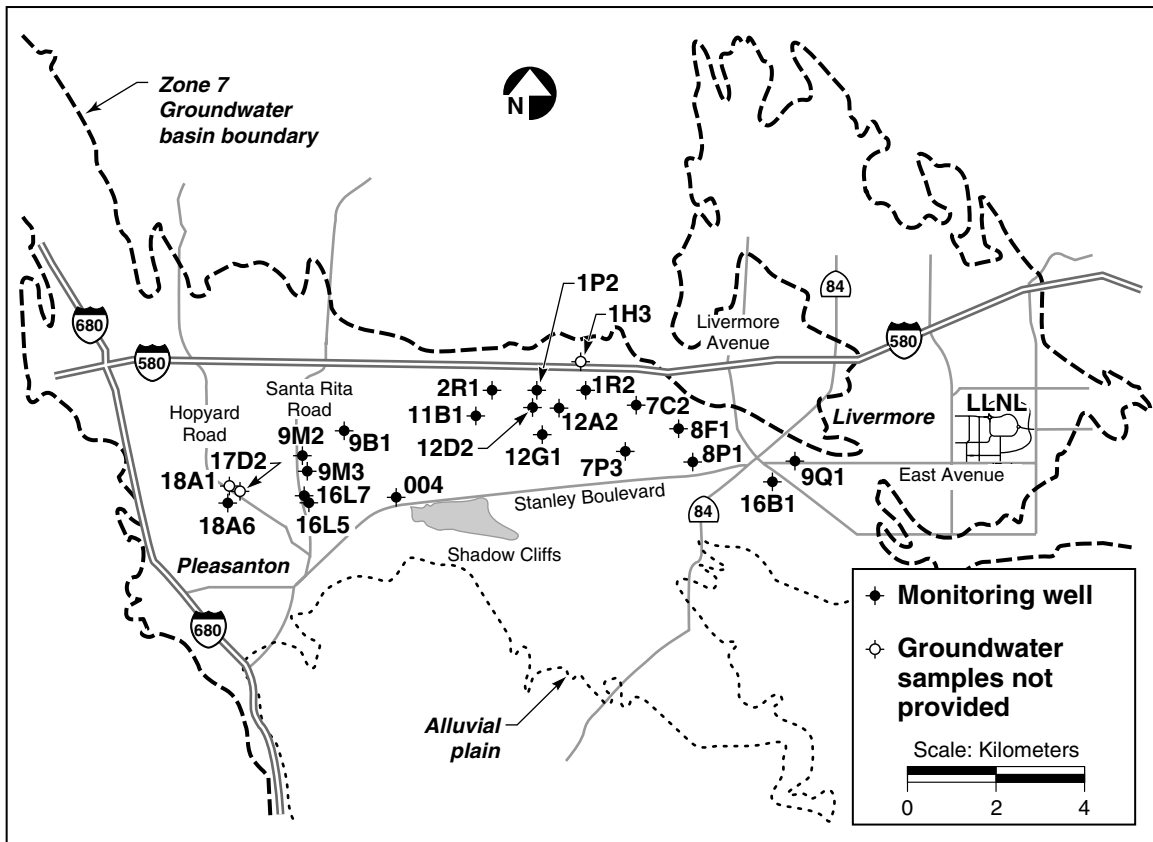 Zone 7
Groundwater
basin boundary
N
1P2
1H3
84
Livermore
Avenue
680
580
580
2R1
1R2
7C2
Santa Rita
Road
11B1
Livermore
LLNL
Hopyard
Road
9M2
9B1
12D2
12A2
8F1
12G1
17D2
9M3
7P3
8P1
9Q1
East Avenue
18A1
16L7
004
Stanley Boulevard
16B1
18A6
16L5
84
Shadow Cliffs
Pleasanton
680
Alluvial
plain
Monitoring well
Groundwater
samples not
provided
Scale: Kilometers
0 2 4